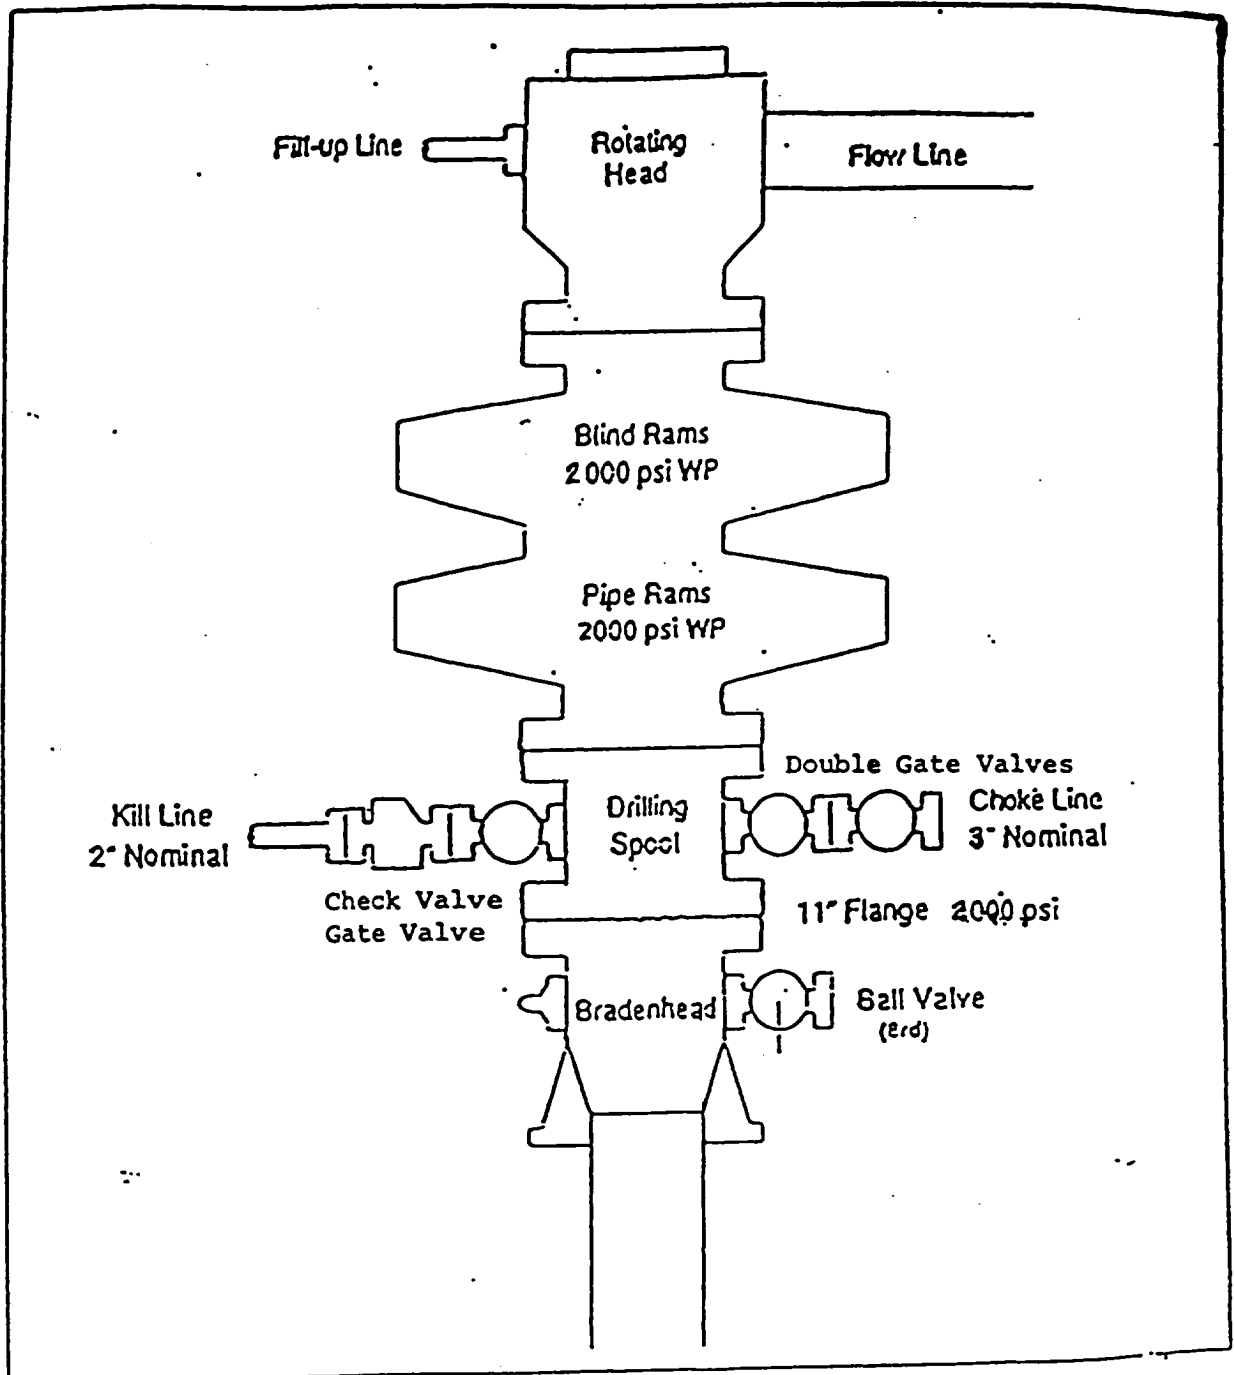 Fill-up Line
Rotating
Head
Flow Line
Blind Rams
2000 psi WP
Pipe Rams
2000 psi WP
Double Gate Valves
Kill Line
2" Nominal
Drilling
Spool
Choke Line
3" Nominal
Check Valve
Gate Valve
11" Flange 2000 psi
Bradenhead
Ball Valve